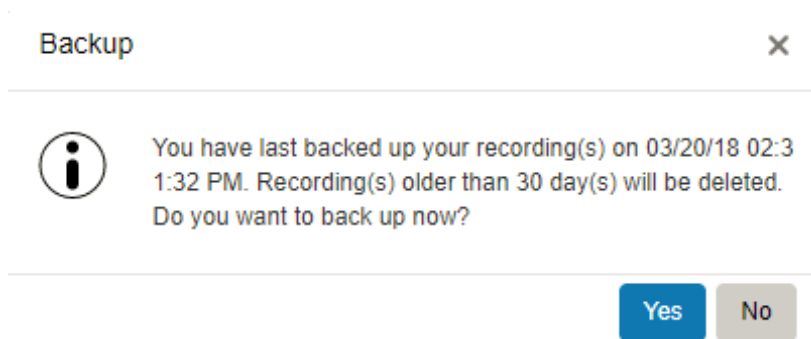 Backup
You have last backed up your recording(s) on 03/20/18 02:3
1:32 PM. Recording(s) older than 30 day(s) will be deleted.
Do you want to back up now?
Yes No